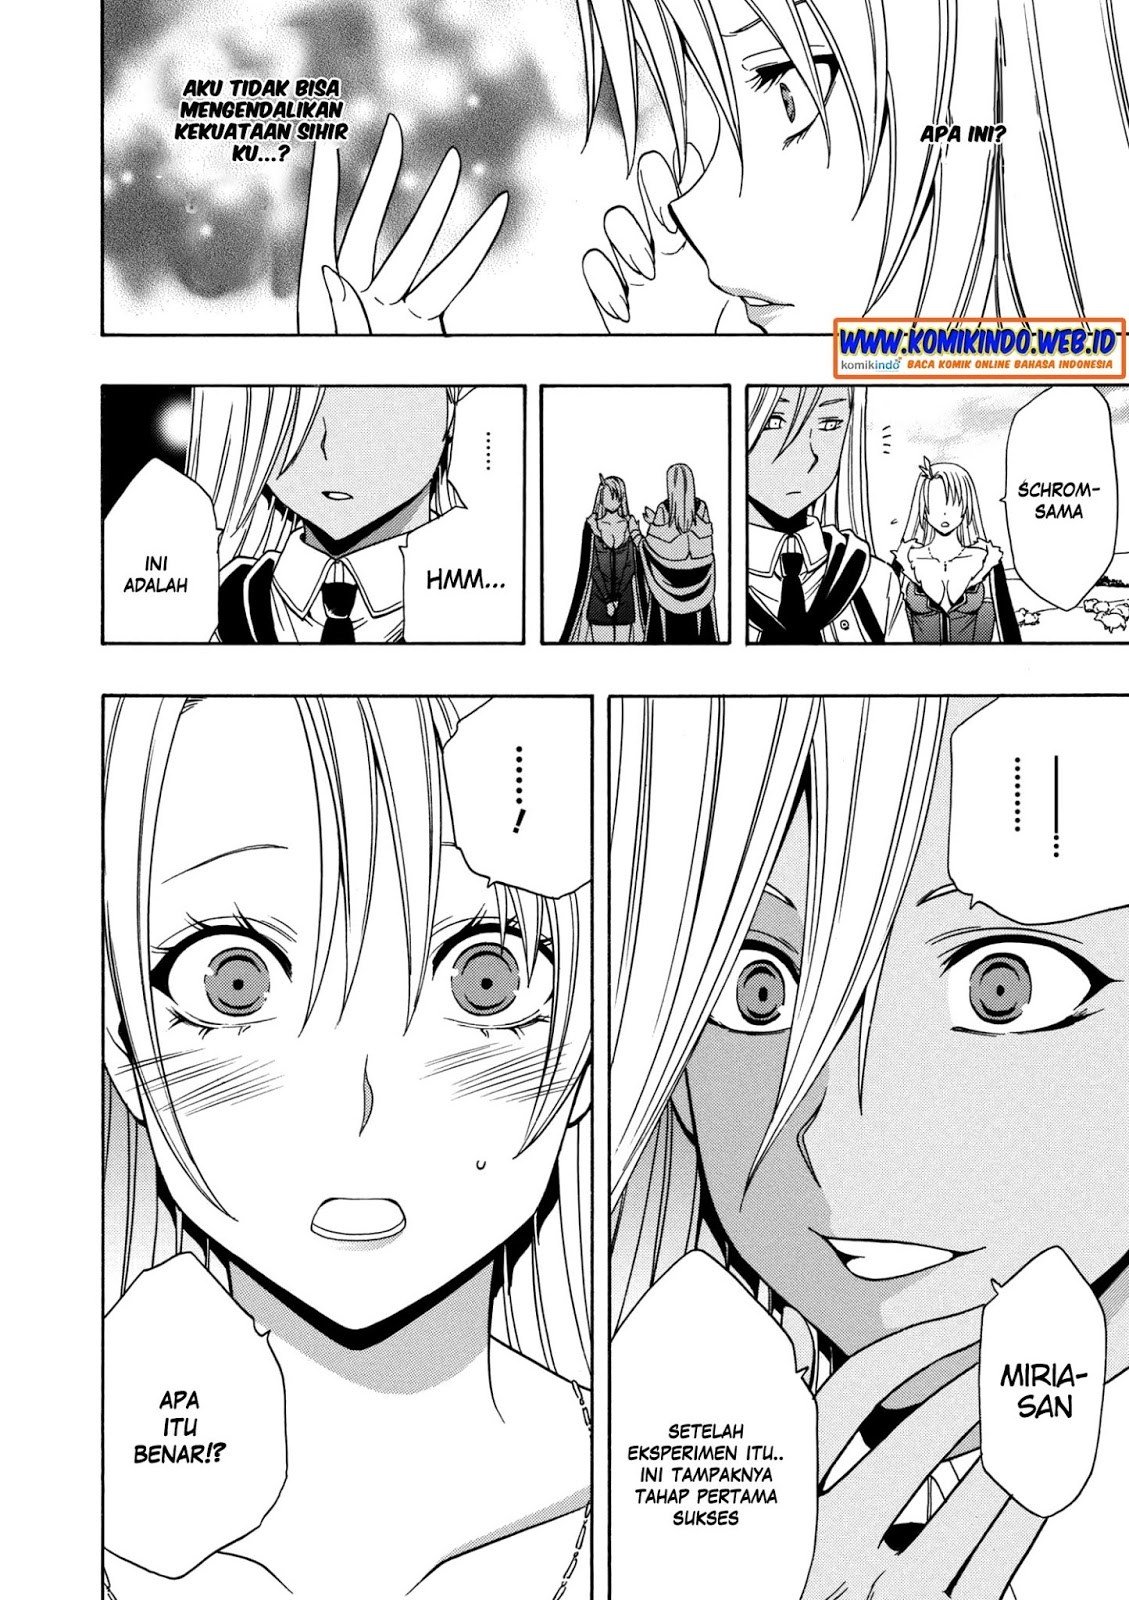 APA INI?
AKU TIDAK BISA
MENGENDALIKAN
KEKUATAAN SIHIR
KU...?
WWW.KOMIKINDO.WEB.ID
komikindo BACA KOMIK ONLINE BAHASA INDONESIA
SCHROM-
SAMA
HMM...
INI
ADALAH
MIRIA-
SAN
SETELAH
EKSPERIMEN ITU..
INI TAMPAKNYA
TAHAP PERTAMA
SUKSES
APA
ITU
BENAR!?